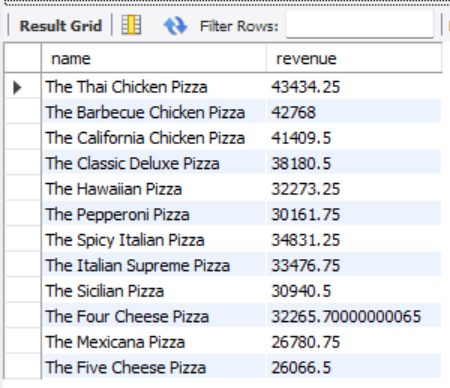 Result Grid Filter Rows:
name revenue
The Thai Chicken Pizza 43434.25
The Barbecue Chicken Pizza 42768
The California Chicken Pizza 41409.5
The Classic Deluxe Pizza 38180.5
The Hawaiian Pizza 32273.25
The Pepperoni Pizza 30161.75
The Spicy Italian Pizza 34831.25
The Italian Supreme Pizza 33476.75
The Sicilian Pizza 30940.5
The Four Cheese Pizza 32265.70000000065
The Mexicana Pizza 26780.75
The Five Cheese Pizza 26066.5